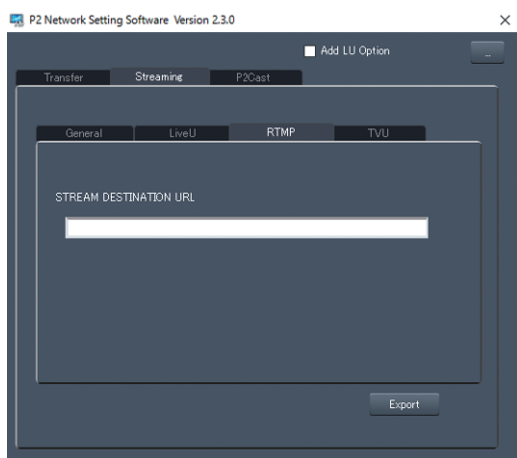 P2 Network Setting Software Version 2.3.0
Add LU Option
Transfer Streaming P2Cast
General LiveU RTMP TVU
STREAM DESTINATION URL
Export